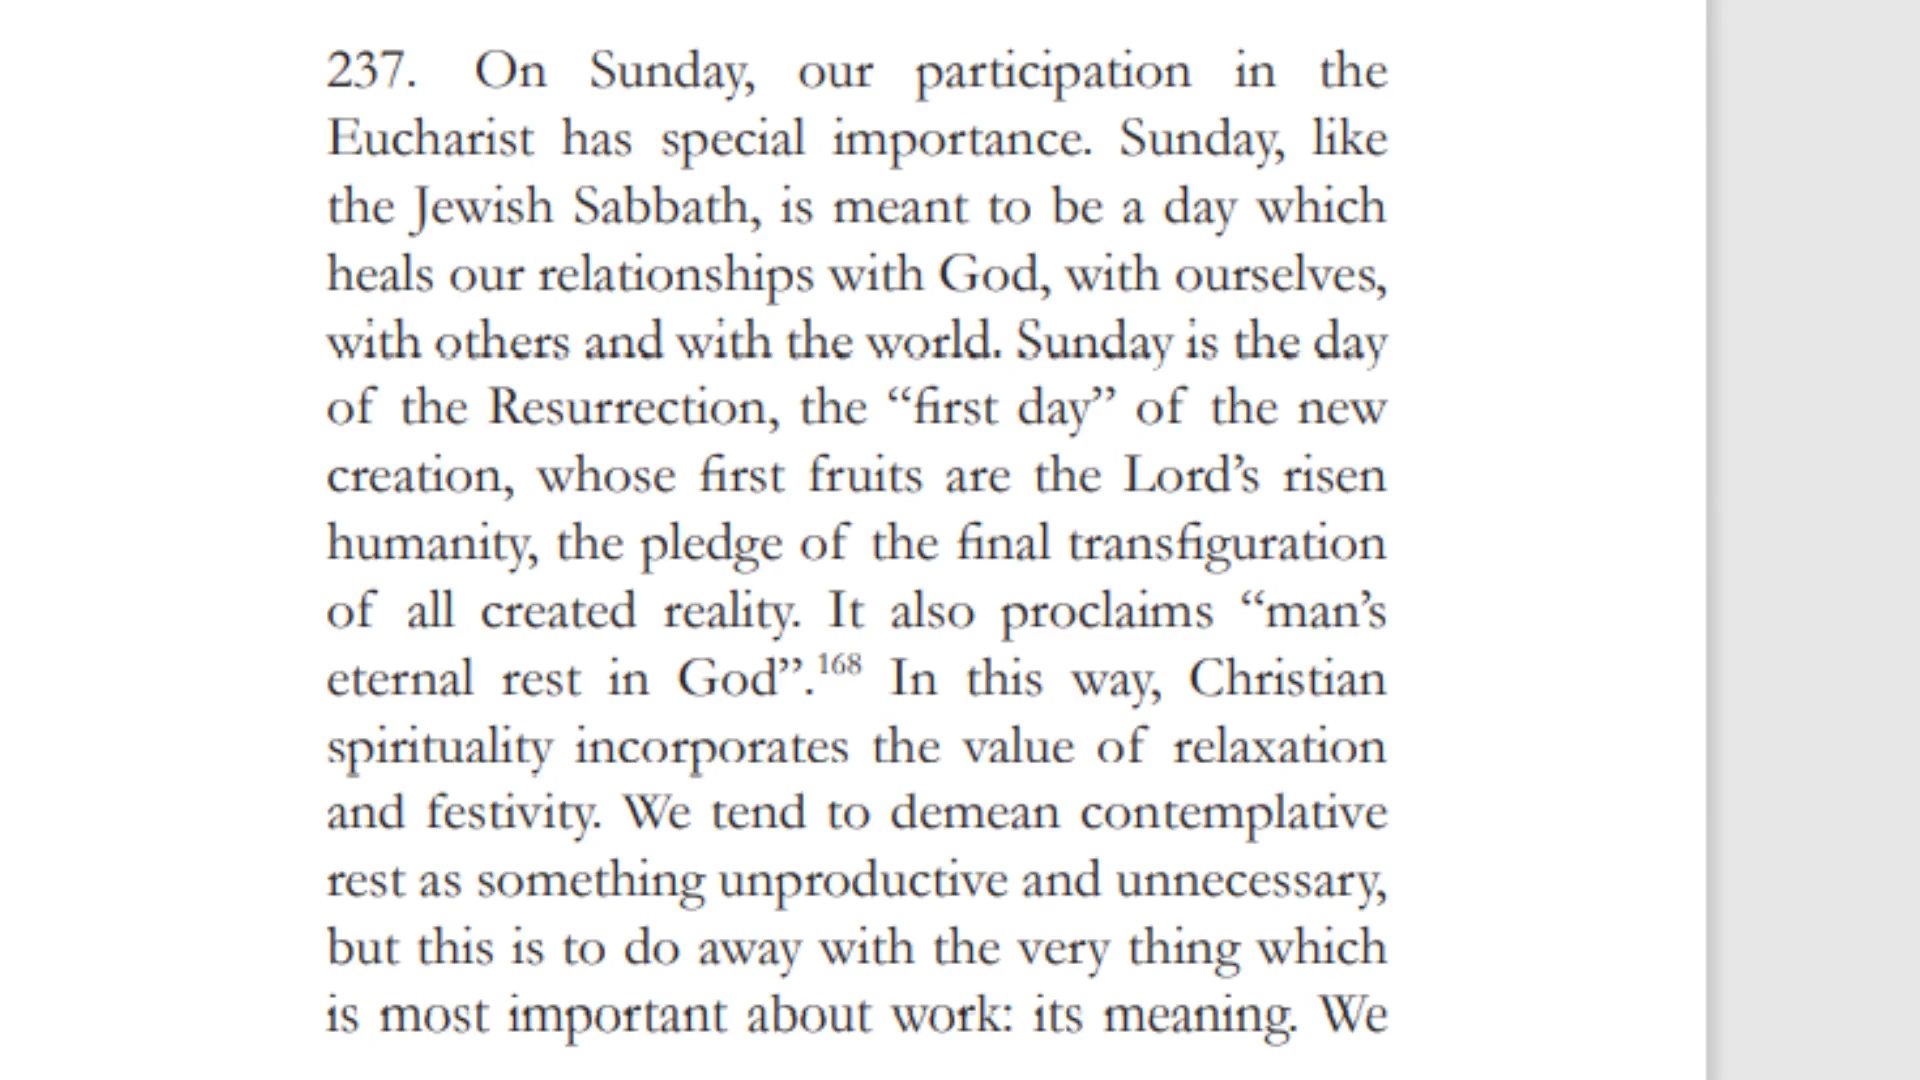 237. On Sunday, our participation in the
Eucharist has special importance. Sunday, like
the Jewish Sabbath, is meant to be a day which
heals our relationships with God, with ourselves,
with others and with the world. Sunday is the day
of the Resurrection, the “first day” of the new
creation, whose first fruits are the Lord’s risen
humanity, the pledge of the final transfiguration
of all created reality. It also proclaims “man’s
eternal rest in God”.168 In this way, Christian
spirituality incorporates the value of relaxation
and festivity. We tend to demean contemplative
rest as something unproductive and unnecessary,
but this is to do away with the very thing which
is most important about work: its meaning. We